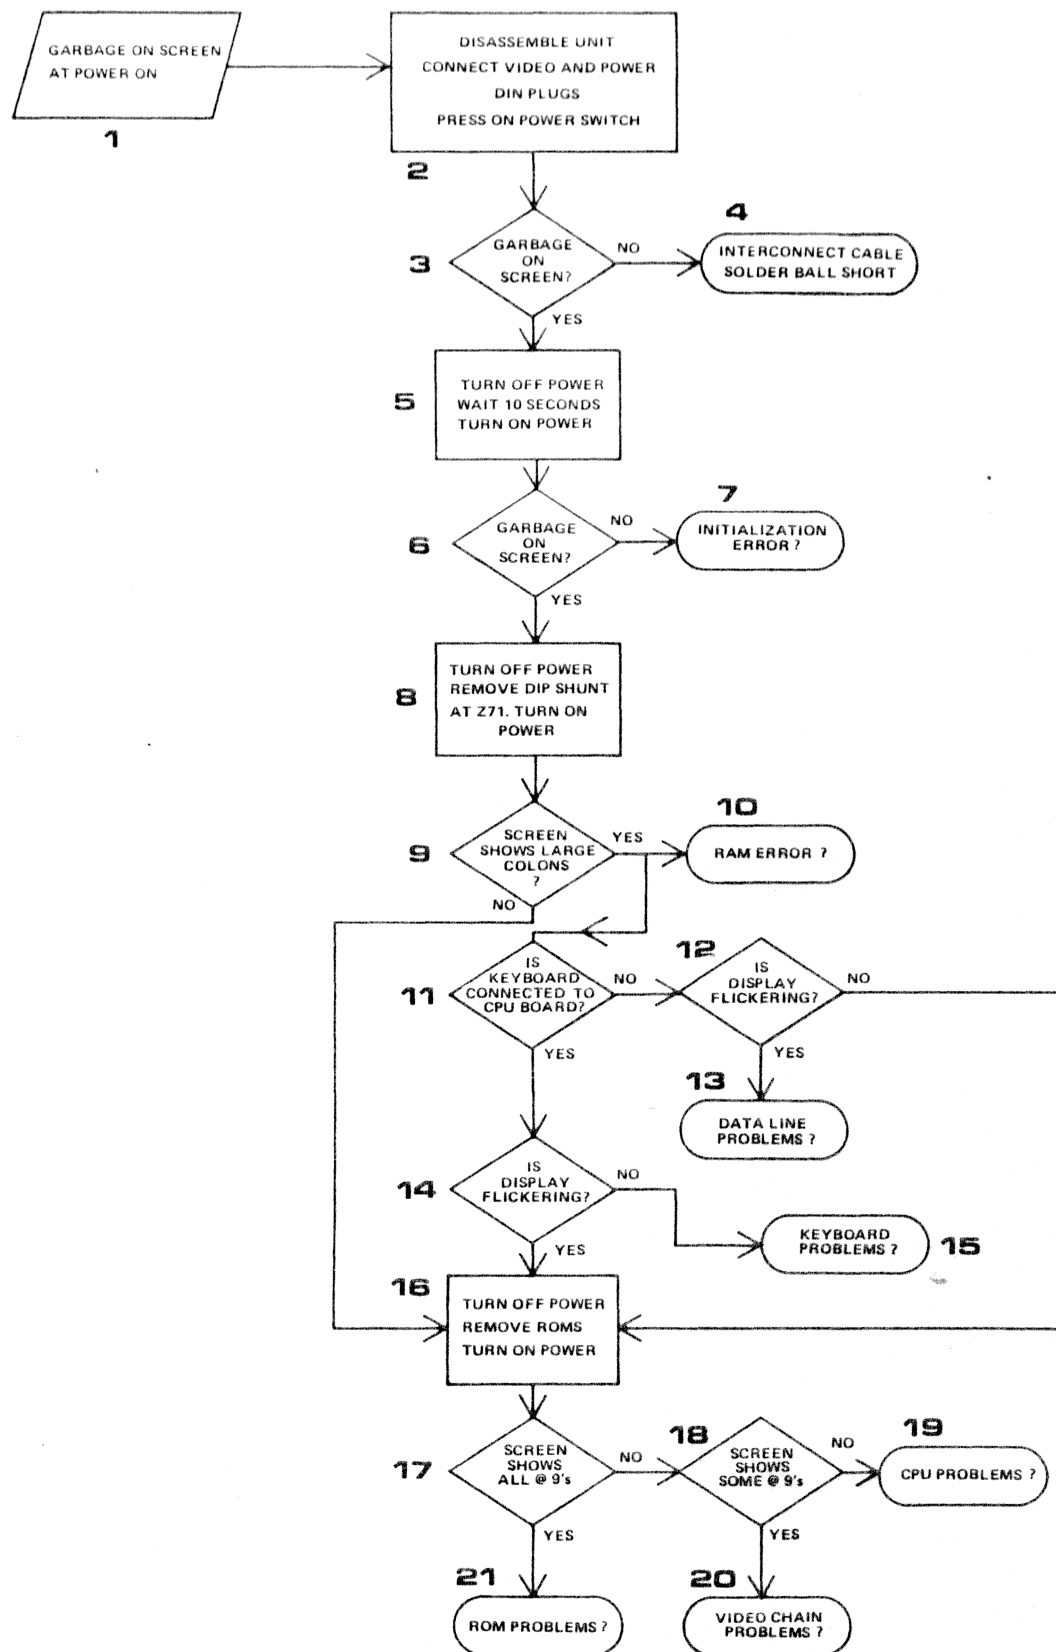 GARBAGE ON SCREEN
AT POWER ON
1
DISASSEMBLE UNIT
CONNECT VIDEO AND POWER
DIN PLUGS
PRESS ON POWER SWITCH
2
3
GARBAGE
ON
SCREEN?
NO
YES
4
INTERCONNECT CABLE
SOLDER BALL SHORT
5
TURN OFF POWER
WAIT 10 SECONDS
TURN ON POWER
6
GARBAGE
ON
SCREEN?
NO
YES
7
INITIALIZATION
ERROR ?
8
TURN OFF POWER
REMOVE DIP SHUNT
AT Z71. TURN ON
POWER
9
SCREEN
SHOWS LARGE
COLONS
?
YES
NO
10
RAM ERROR ?
11
IS
KEYBOARD
CONNECTED TO
CPU BOARD?
NO
YES
12
IS
DISPLAY
FLICKERING?
NO
YES
13
DATA LINE
PROBLEMS ?
14
IS
DISPLAY
FLICKERING?
NO
YES
KEYBOARD
PROBLEMS ?
15
16
TURN OFF POWER
REMOVE ROMS
TURN ON POWER
17
SCREEN
SHOWS
ALL @ 9's
NO
YES
18
SCREEN
SHOWS
SOME @ 9's
NO
YES
19
CPU PROBLEMS ?
20
VIDEO CHAIN
PROBLEMS ?
21
ROM PROBLEMS ?